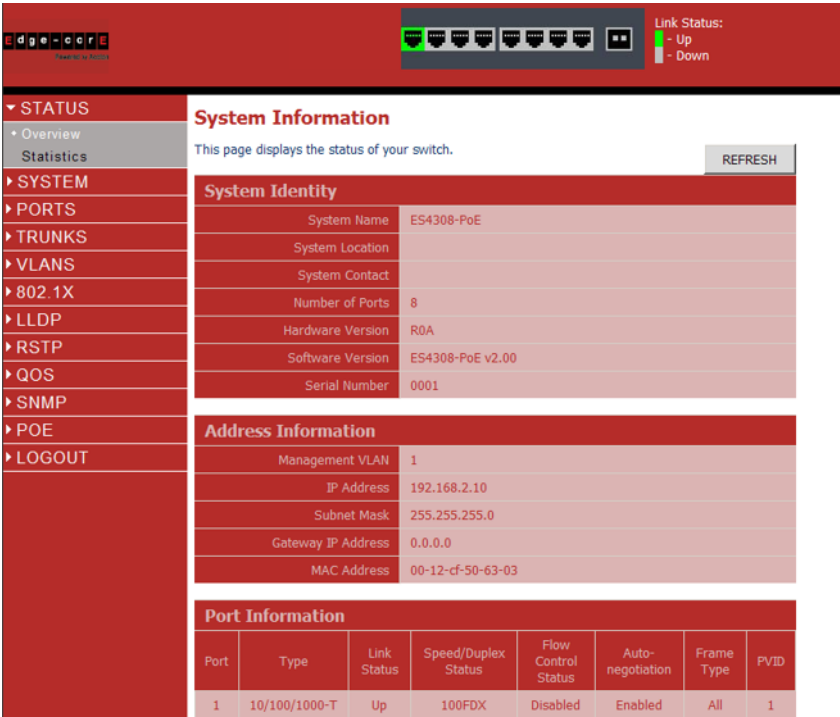 Edge-corE
Link Status:
- Up
- Down
STATUS
Overview
Statistics
SYSTEM
PORTS
TRUNKS
VLANS
802.1X
LLDP
RSTP
QOS
SNMP
POE
LOGOUT
System Information
This page displays the status of your switch.
REFRESH
System Identity
System Name ES4308-PoE
System Location
System Contact
Number of Ports 8
Hardware Version R0A
Software Version ES4308-PoE v2.00
Serial Number 0001
Address Information
Management VLAN 1
IP Address 192.168.2.10
Subnet Mask 255.255.255.0
Gateway IP Address 0.0.0.0
MAC Address 00-12-cf-50-63-03
Port Information
Port Type Link Status Speed/Duplex Status Flow Control Status Auto-negotiation Frame Type PVID
1 10/100/1000-T Up 100FDX Disabled Enabled All 1